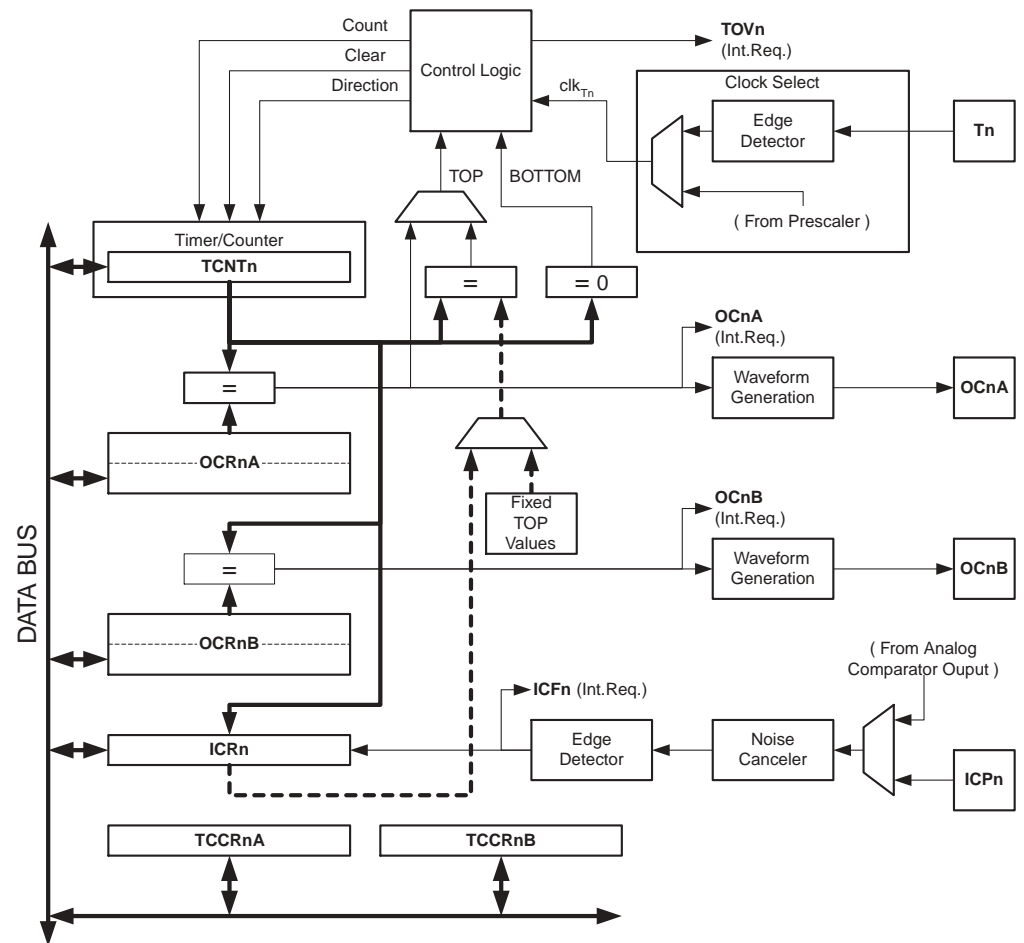 Count
Clear
Direction
Control Logic
TOVn
(Int.Req.)
clkTn
Clock Select
Edge
Detector
Tn
( From Prescaler )
TOP
BOTTOM
Timer/Counter
TCNTn
=
= 0
OCnA
(Int.Req.)
=
Waveform
Generation
OCnA
OCRnA
Fixed
TOP
Values
OCnB
(Int.Req.)
=
Waveform
Generation
OCnB
OCRnB
DATA BUS
( From Analog
Comparator Ouput )
ICFn (Int.Req.)
ICRn
Edge
Detector
Noise
Canceler
ICPn
TCCRnA
TCCRnB